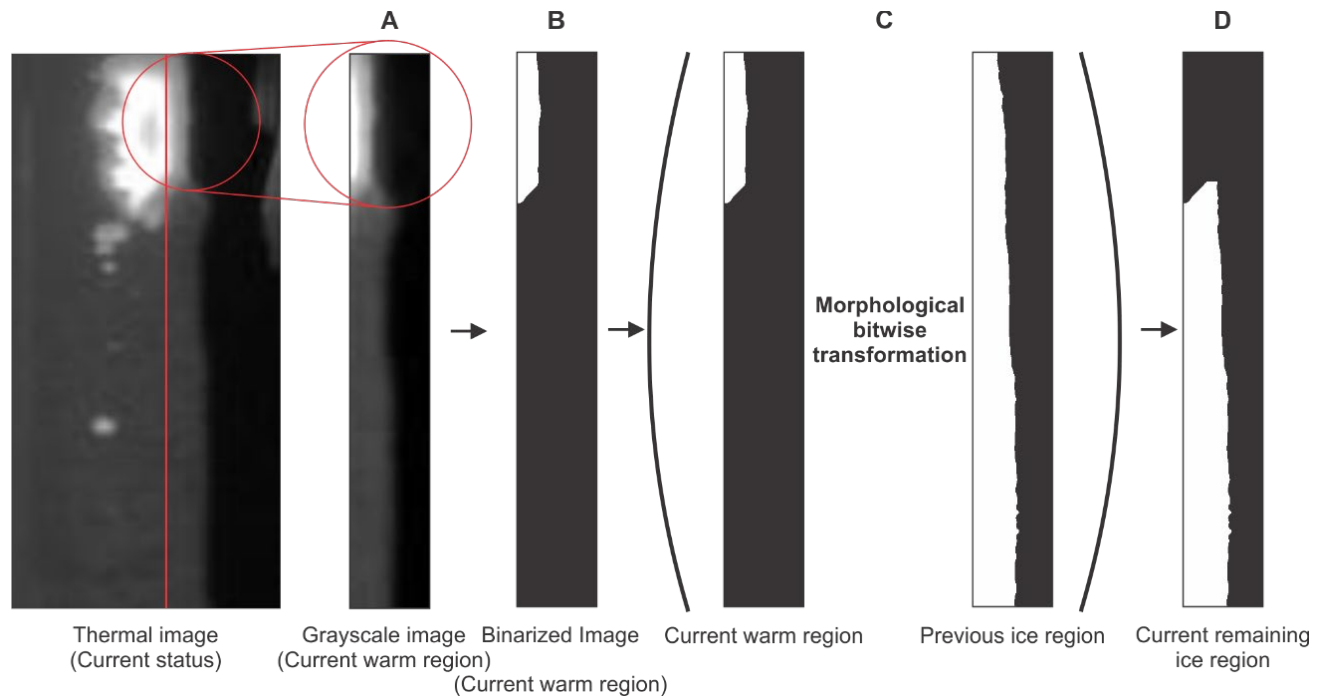 A
B
C
D
Morphological
bitwise
transformation
Thermal image
(Current status)
Grayscale image
(Current warm region)
Binarized Image
(Current warm region)
Current warm region
Previous ice region
Current remaining
ice region